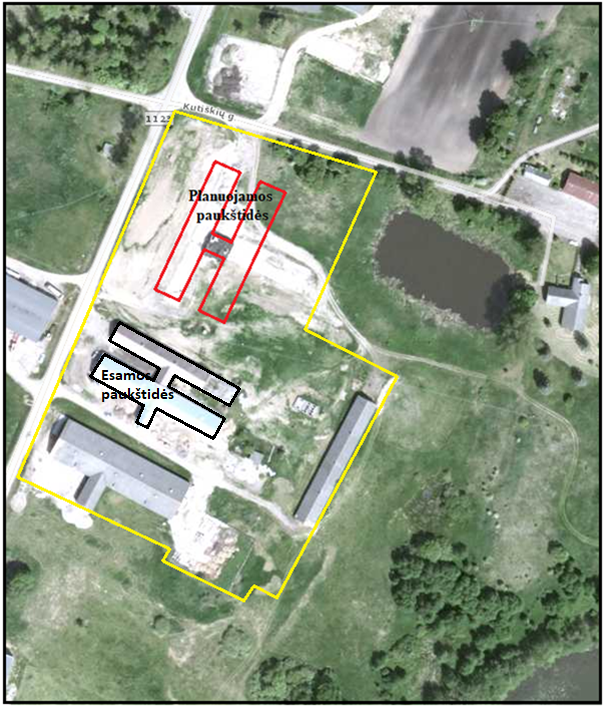 Kutiškių g.
112
Planuojamos
paukštidės
Esamos
paukštidės